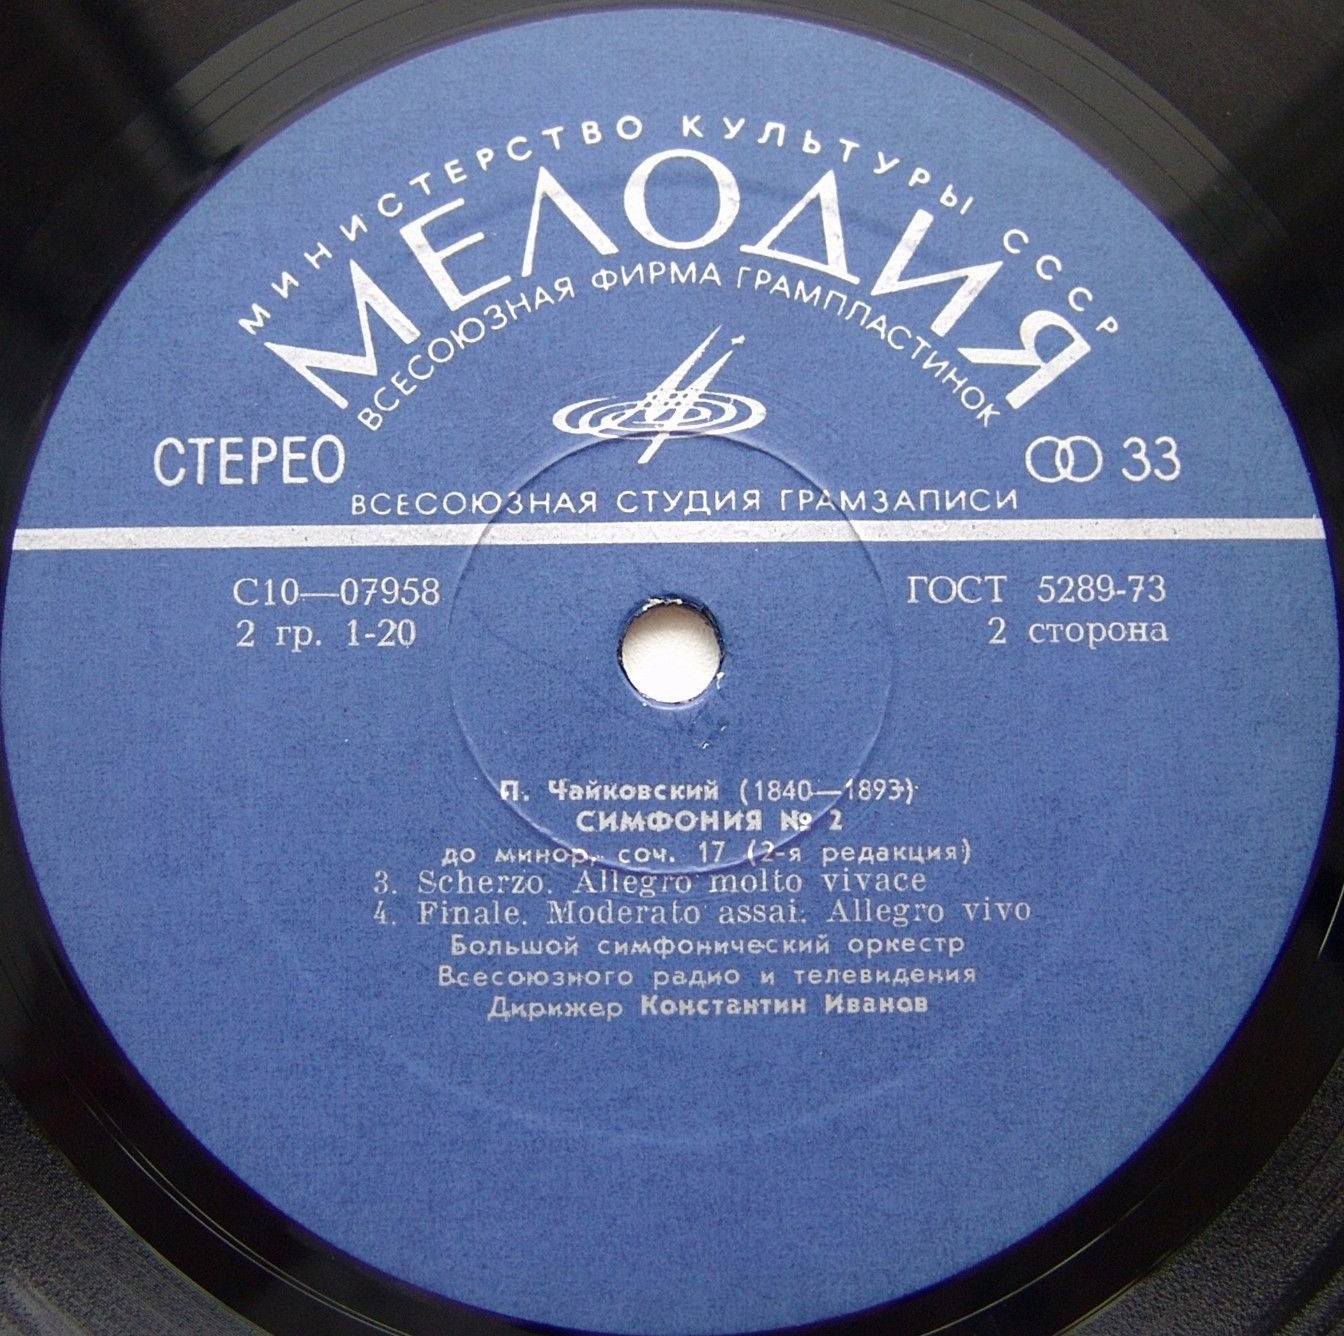 МИНИСТЕРСТВО КУЛЬТУРЫ СССР
МЕЛОДИЯ
ВСЕСОЮЗНАЯ ФИРМА ГРАМПЛАСТИНОК
СТЕРЕО
33
ВСЕСОЮЗНАЯ СТУДИЯ ГРАМЗАПИСИ
С10—07958
ГОСТ 5289-73
2 гр. 1-20
2 сторона
П. Чайковский (1840—1893)
СИМФОНИЯ № 2
до минор, соч. 17 (2-я редакция)
3. Scherzo. Allegro molto vivace
4. Finale. Moderato assai. Allegro vivo
Большой симфонический оркестр
Всесоюзного радио и телевидения
Дирижер Константин Иванов